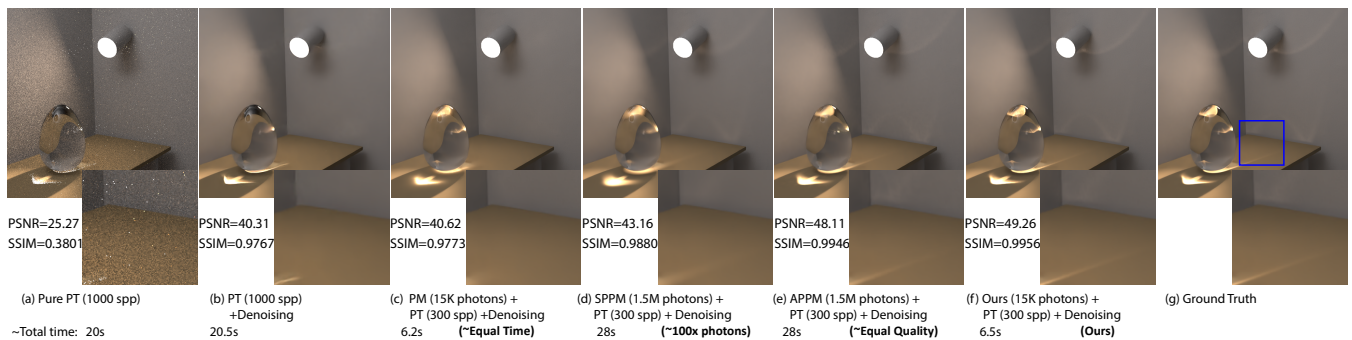 PSNR=25.27
SSIM=0.3801
PSNR=40.31
SSIM=0.9767
PSNR=40.62
SSIM=0.9773
PSNR=43.16
SSIM=0.9880
PSNR=48.11
SSIM=0.9946
PSNR=49.26
SSIM=0.9956
(a) Pure PT (1000 spp)
(b) PT (1000 spp)
+Denoising
(c) PM (15K photons) +
PT (300 spp) +Denoising
(d) SPPM (1.5M photons) +
PT (300 spp) + Denoising
(e) APPM (1.5M photons) +
PT (300 spp) + Denoising
(f) Ours (15K photons) +
PT (300 spp) + Denoising
(g) Ground Truth
~Total time: 20s
20.5s
6.2s (~Equal Time)
28s (~100x photons)
28s (~Equal Quality)
6.5s (Ours)